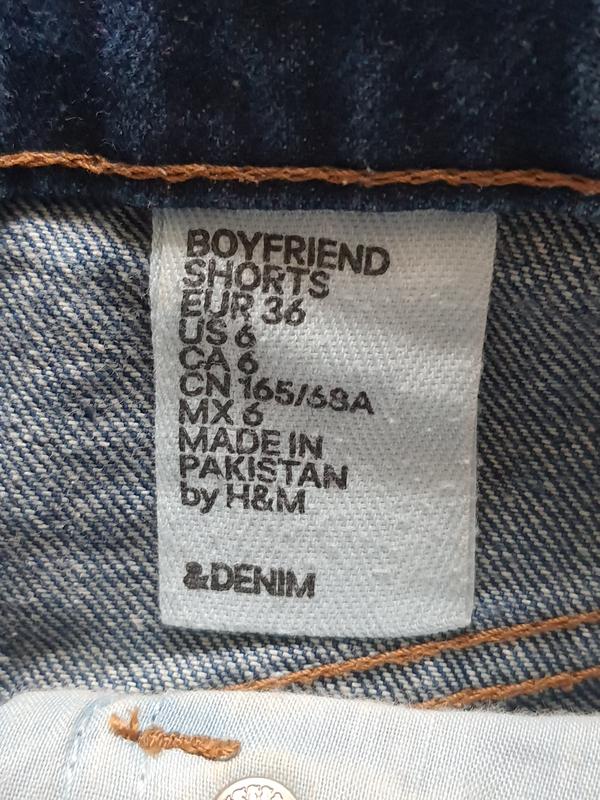 BOYFRIEND
SHORTS
EUR 36
US 6
CA 6
CN 165/68A
MX 6
MADE IN
PAKISTAN
by H&M
&DENIM